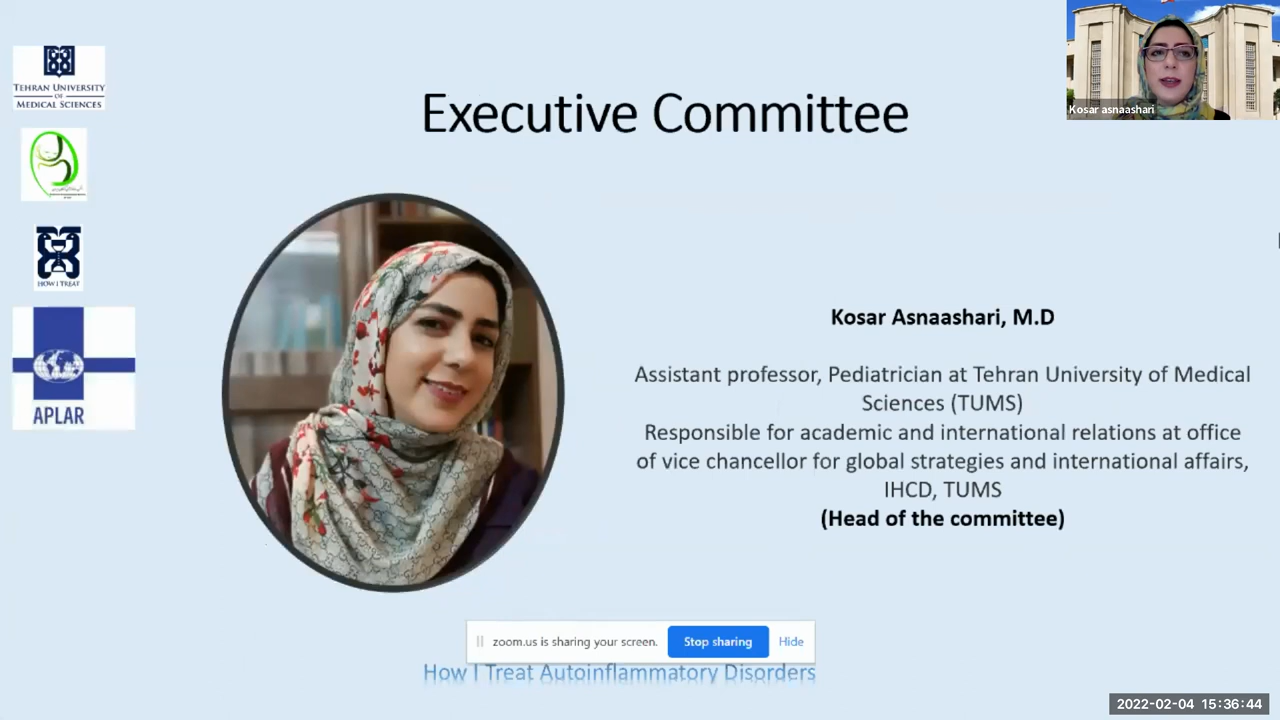 TEHRAN UNIVERSITY
OF
MEDICAL SCIENCES
HOW I TREAT
APLAR
Executive Committee
Kosar asnaashari
Kosar Asnaashari, M.D
Assistant professor, Pediatrician at Tehran University of Medical
Sciences (TUMS)
Responsible for academic and international relations at office
of vice chancellor for global strategies and international affairs,
IHCD, TUMS
(Head of the committee)
zoom.us is sharing your screen. Stop sharing Hide
How I Treat Autoinflammatory Disorders
2022-02-04 15:36:44